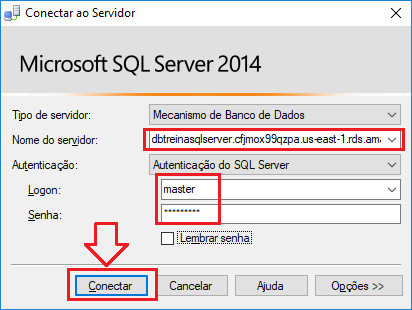 Conectar ao Servidor
Microsoft SQL Server 2014
Tipo de servidor: Mecanismo de Banco de Dados
Nome do servidor: dbtreinasqlserver.cfjmox99qzpa.us-east-1.rds.ama
Autenticação: Autenticação do SQL Server
Logon: master
Senha: *********
Lembrar senha
Conectar Cancelar Ajuda Opções >>